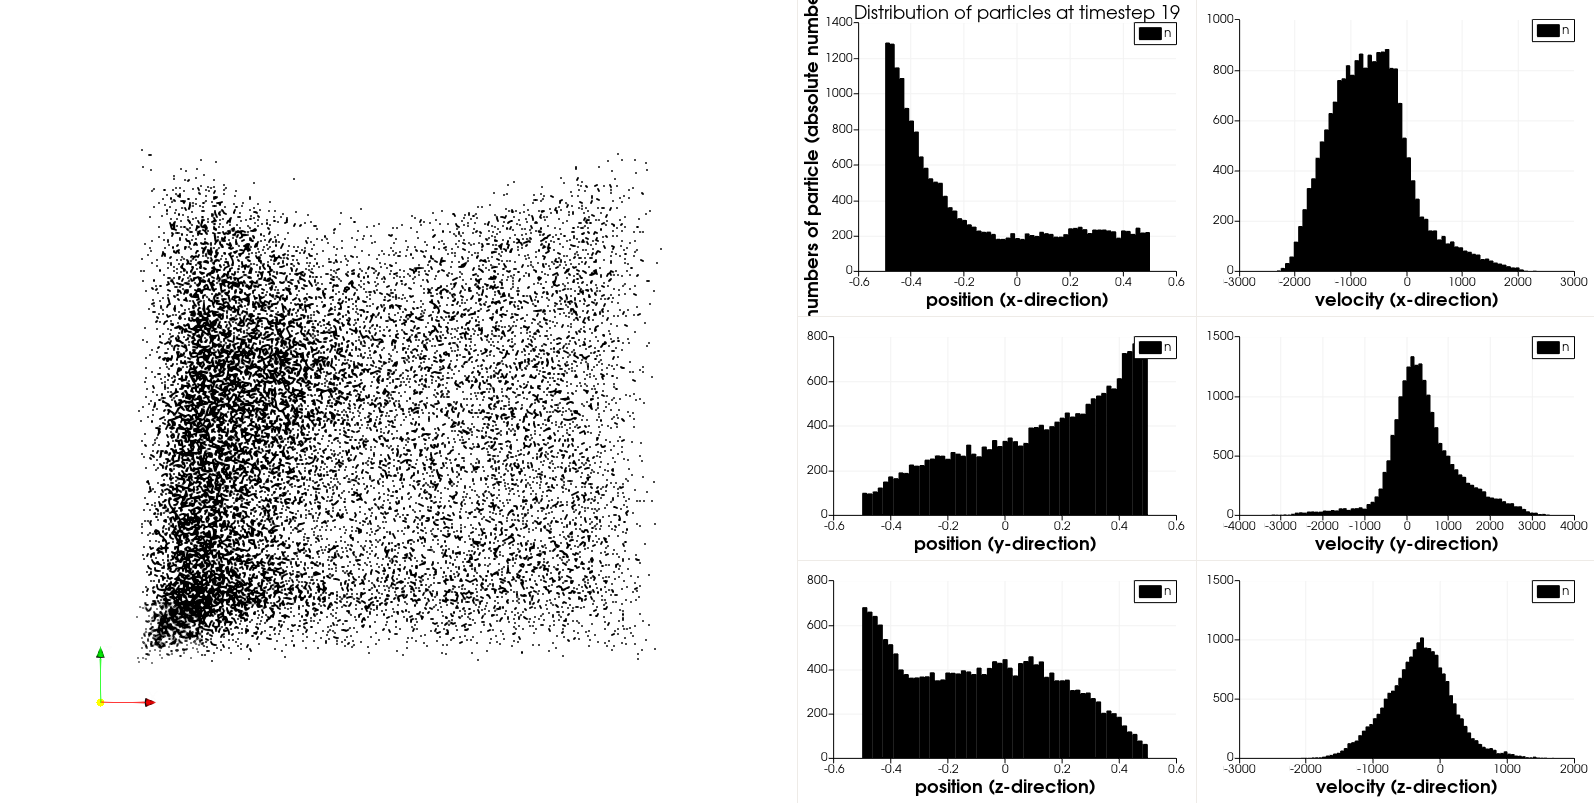 Distribution of particles at timestep 19
numbers of particle (absolute numbe
1400
1200
1000
800
600
400
200
0
-0.6 -0.4 -0.2 0 0.2 0.4 0.6
position (x-direction)
n
1000
800
600
400
200
0
-3000 -2000 -1000 0 1000 2000 3000
velocity (x-direction)
n
800
600
400
200
0
-0.6 -0.4 -0.2 0 0.2 0.4 0.6
position (y-direction)
n
1500
1000
500
0
-4000 -3000 -2000 -1000 0 1000 2000 3000 4000
velocity (y-direction)
n
800
600
400
200
0
-0.6 -0.4 -0.2 0 0.2 0.4 0.6
position (z-direction)
n
1500
1000
500
0
-3000 -2000 -1000 0 1000 2000
velocity (z-direction)
n